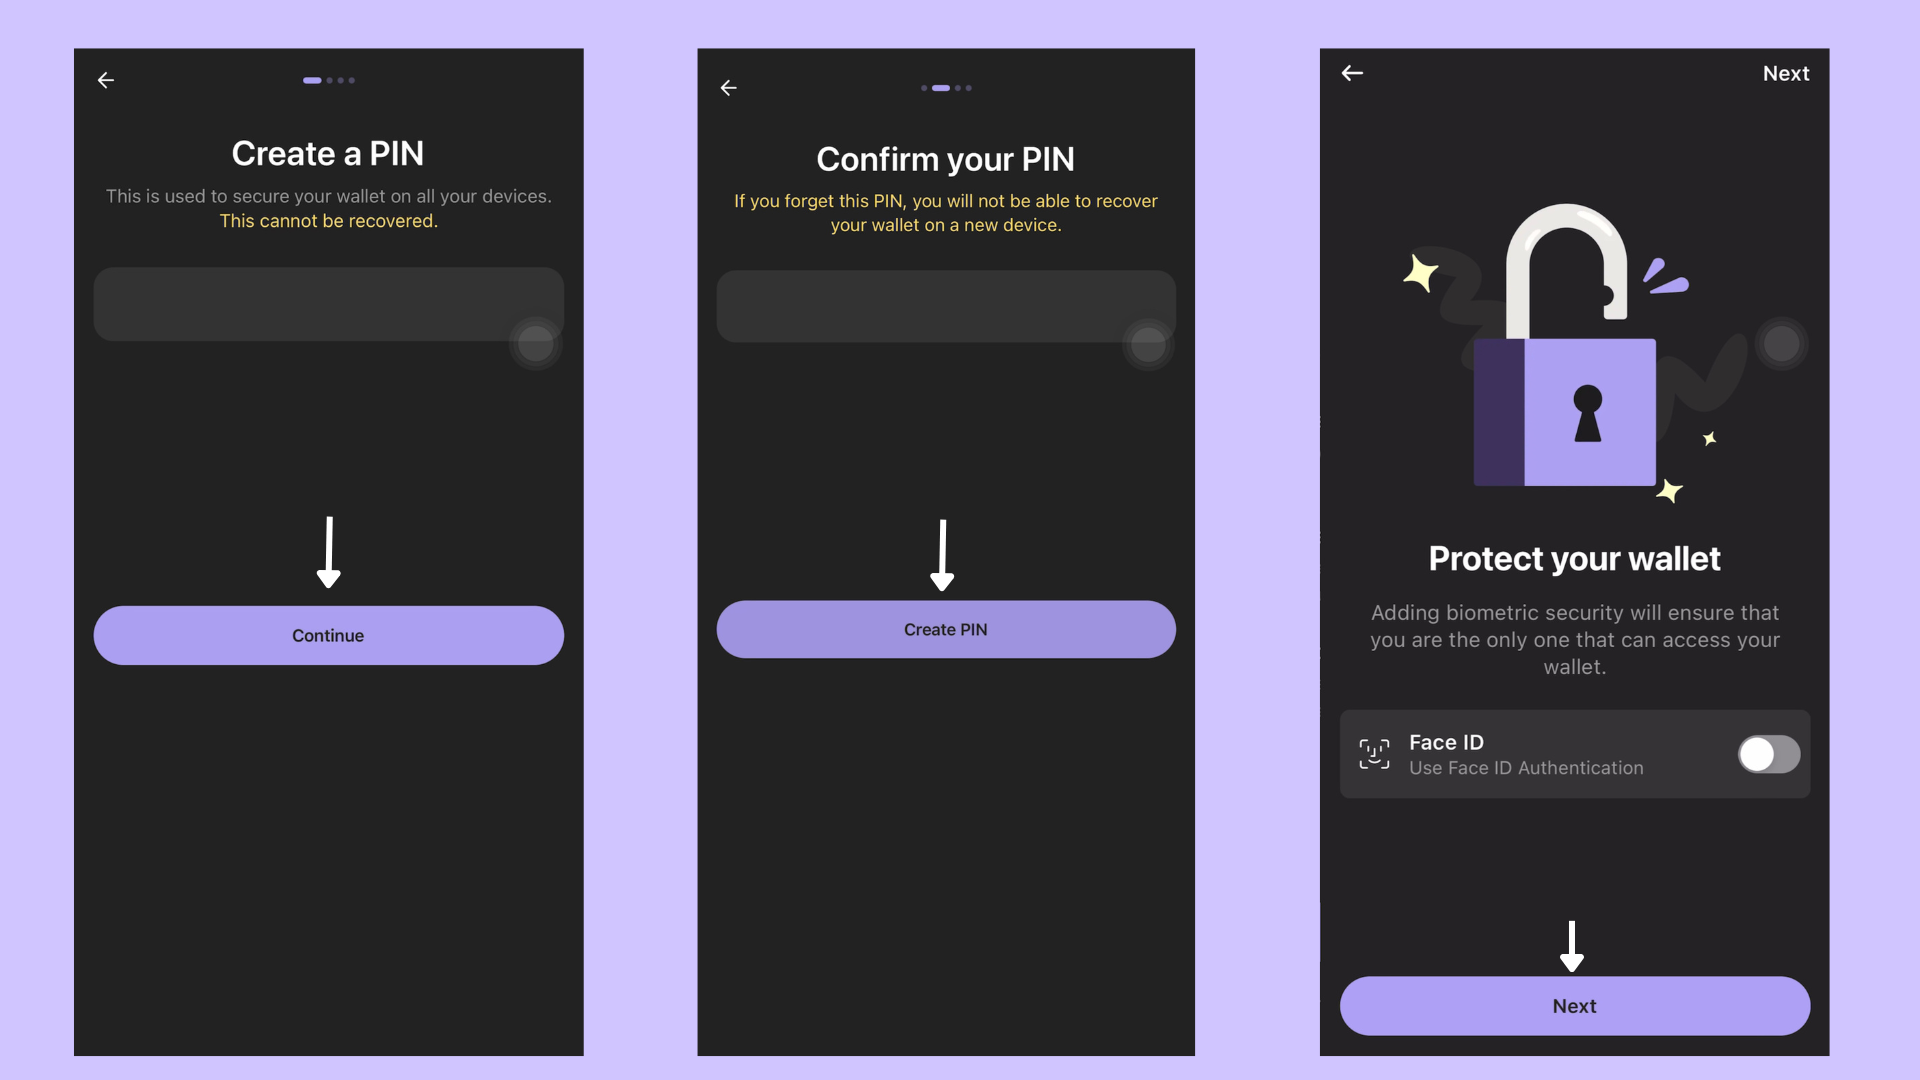 Create a PIN
This is used to secure your wallet on all your devices.
This cannot be recovered.
Continue
Confirm your PIN
If you forget this PIN, you will not be able to recover
your wallet on a new device.
Create PIN
Next
Protect your wallet
Adding biometric security will ensure that
you are the only one that can access your
wallet.
Face ID
Use Face ID Authentication
Next